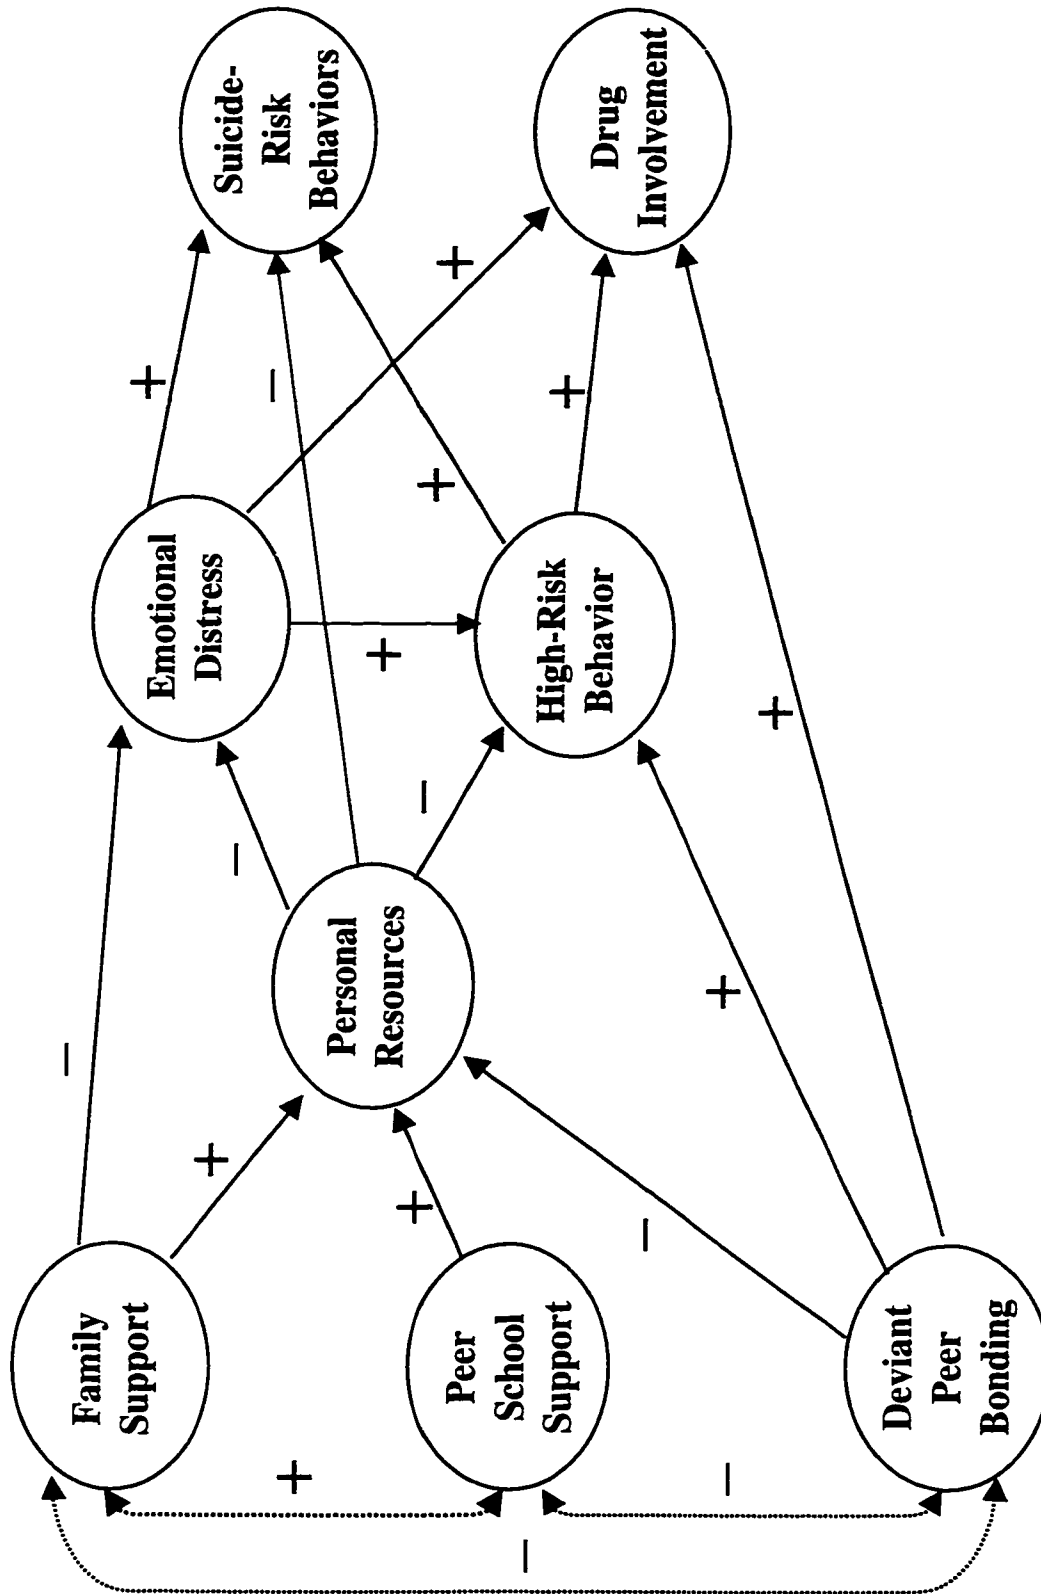 Family
Support
Peer
School
Support
Deviant
Peer
Bonding
Personal
Resources
Emotional
Distress
High-Risk
Behavior
Suicide-
Risk
Behaviors
Drug
Involvement
−
+
−
+
+
−
−
−
−
+
+
+
+
−
+
+
+
+
−